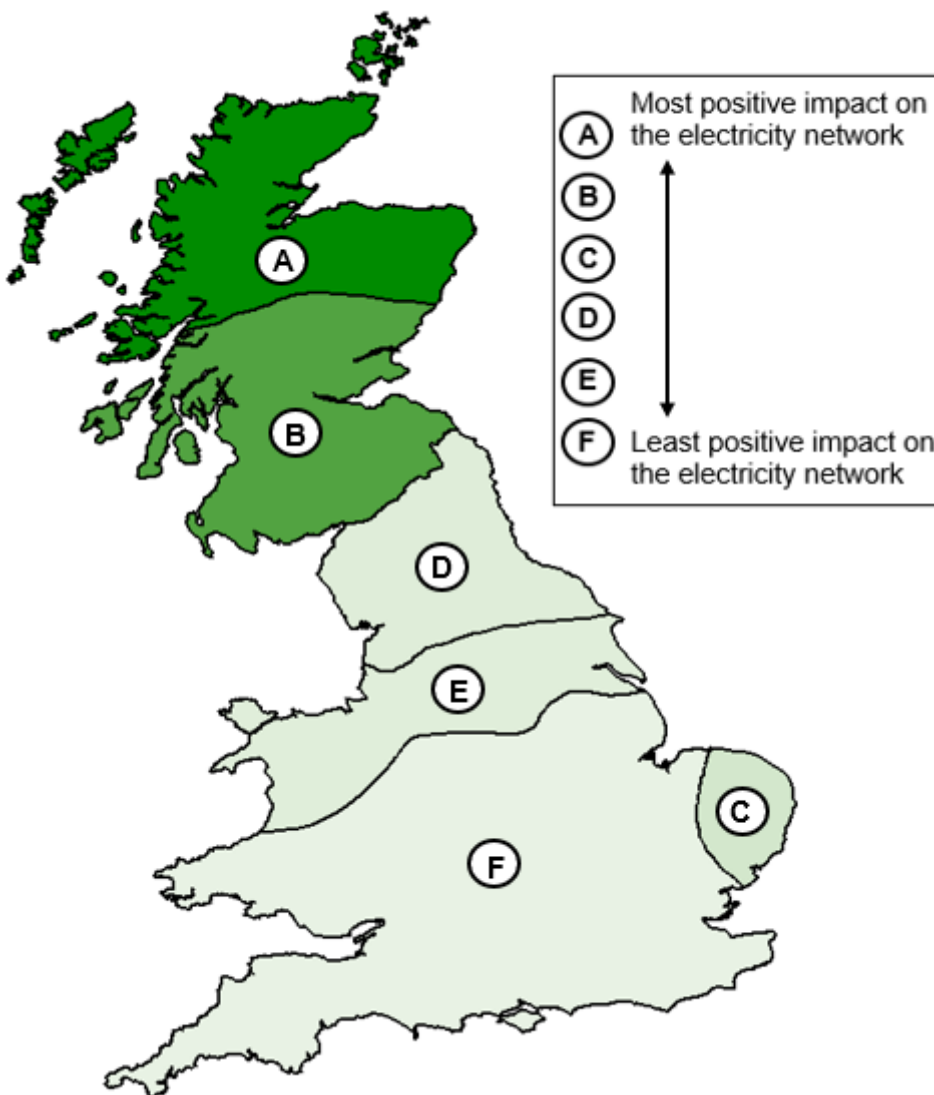 Most positive impact on
A
the electricity network
B
C
D
E
F
Least positive impact on
the electricity network
A
B
D
E
C
F